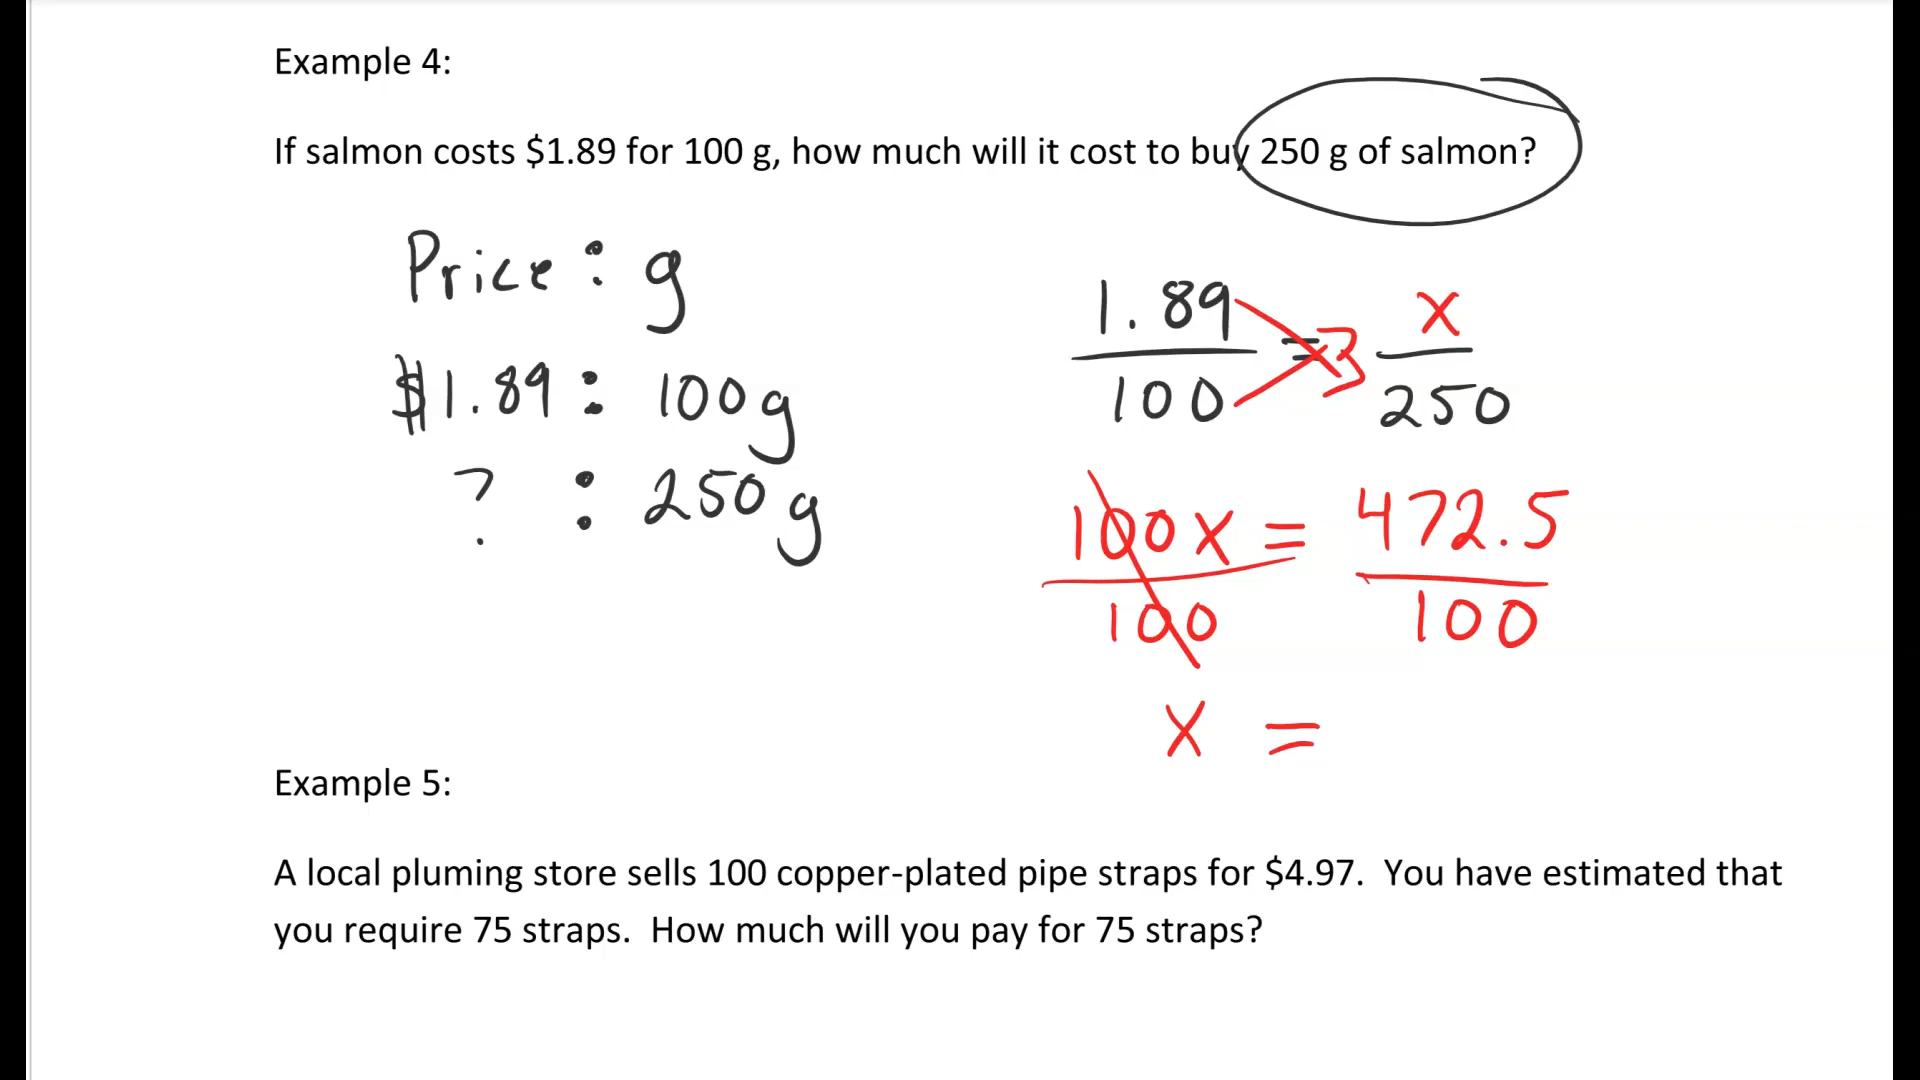 Example 4:
If salmon costs $1.89 for 100 g, how much will it cost to buy 250 g of salmon?
Price : g
$1.89 : 100g
? : 250 g
1.89 = x
100 250
100x = 472.5
100 100
x =
Example 5:
A local pluming store sells 100 copper-plated pipe straps for $4.97. You have estimated that
you require 75 straps. How much will you pay for 75 straps?